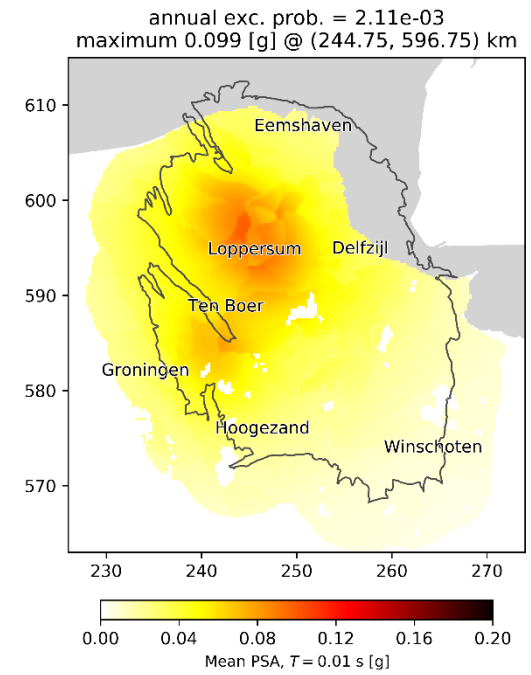 annual exc. prob. = 2.11e-03
maximum 0.099 [g] @ (244.75, 596.75) km
610
Eemshaven
600
Loppersum
Delfzijl
590
Ten Boer
580
Groningen
Hoogezand
Winschoten
570
230 240 250 260 270
0.00 0.04 0.08 0.12 0.16 0.20
Mean PSA, T = 0.01 s [g]